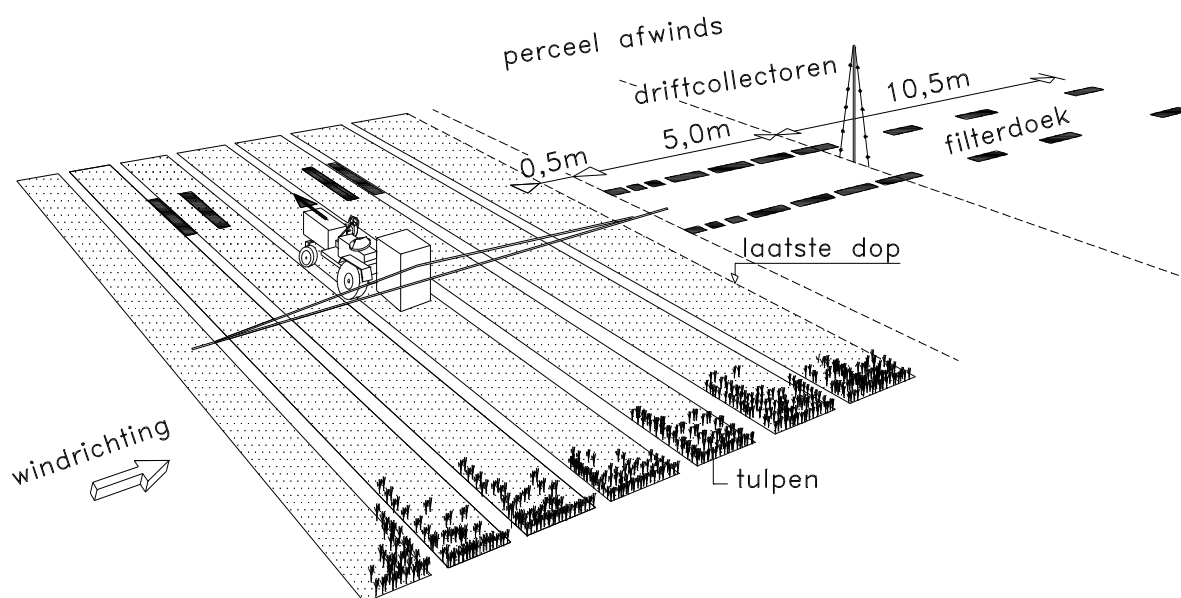 perceel afwinds
driftcollectoren
10,5m
5,0m
filterdoek
0,5m
laatste dop
windrichting
tulpen